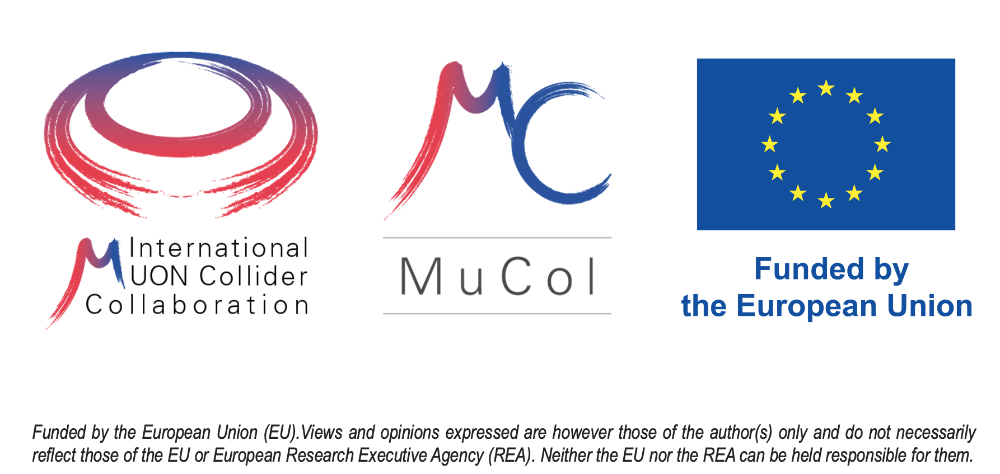 International
MUON Collider
Collaboration
MC
MuCol
Funded by
the European Union
Funded by the European Union (EU).Views and opinions expressed are however those of the author(s) only and do not necessarily
reflect those of the EU or European Research Executive Agency (REA). Neither the EU nor the REA can be held responsible for them.